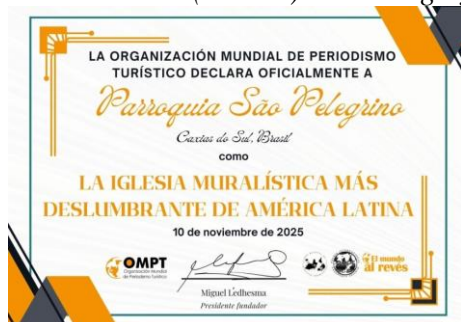 LA ORGANIZACIÓN MUNDIAL DE PERIODISMO
TURÍSTICO DECLARA OFICIALMENTE A
Parroquia São Pelegrino
Caxias do Sul, Brasil
como
LA IGLESIA MURALÍSTICA MÁS
DESLUMBRANTE DE AMÉRICA LATINA
10 de noviembre de 2025
OMPT
Organización Mundial
de Periodismo Turístico
El mundo
al revés
Miguel Ledhesma
Presidente fundador